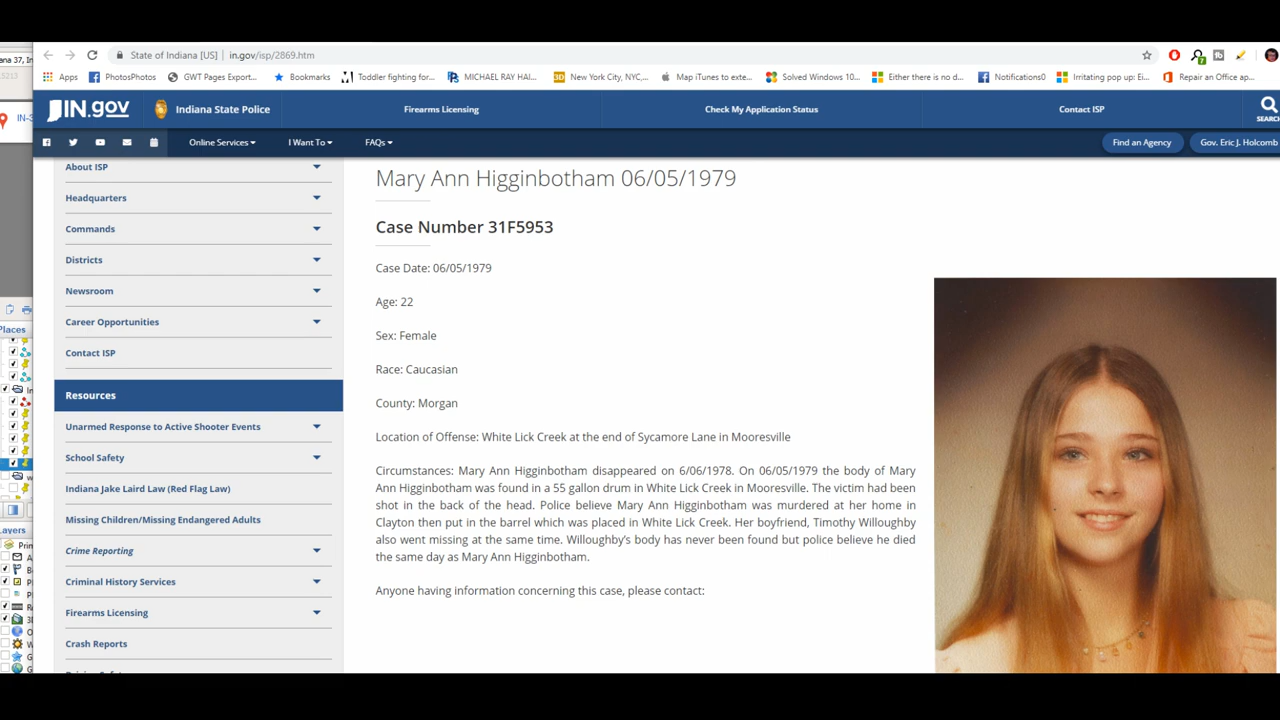 State of Indiana [US] in.gov/isp/2869.htm
ana 37, In
15213
Apps PhotosPhotos GWT Pages Export... Bookmarks Toddler fighting for... MICHAEL RAY HAI... New York City, NYC,... Map iTunes to exte... Solved Windows 10... Either there is no d... Notifications0 Irritating pop up: Ei... Repair an Office ap...
IN.gov Indiana State Police Firearms Licensing Check My Application Status Contact ISP SEARC
IN-3
Online Services I Want To FAQs Find an Agency Gov. Eric J. Holcomb
About ISP
Headquarters
Commands
Districts
Newsroom
Career Opportunities
Contact ISP
Resources
Unarmed Response to Active Shooter Events
School Safety
Indiana Jake Laird Law (Red Flag Law)
Missing Children/Missing Endangered Adults
Crime Reporting
Criminal History Services
Firearms Licensing
Crash Reports
Mary Ann Higginbotham 06/05/1979
Case Number 31F5953
Case Date: 06/05/1979
Age: 22
Sex: Female
Race: Caucasian
County: Morgan
Location of Offense: White Lick Creek at the end of Sycamore Lane in Mooresville
Circumstances: Mary Ann Higginbotham disappeared on 6/06/1978. On 06/05/1979 the body of Mary
Ann Higginbotham was found in a 55 gallon drum in White Lick Creek in Mooresville. The victim had been
shot in the back of the head. Police believe Mary Ann Higginbotham was murdered at her home in
Clayton then put in the barrel which was placed in White Lick Creek. Her boyfriend, Timothy Willoughby
also went missing at the same time. Willoughby's body has never been found but police believe he died
the same day as Mary Ann Higginbotham.
Anyone having information concerning this case, please contact:
Places
In
w
ayers
Prin
B
P
P
R
3
O
W
G
G